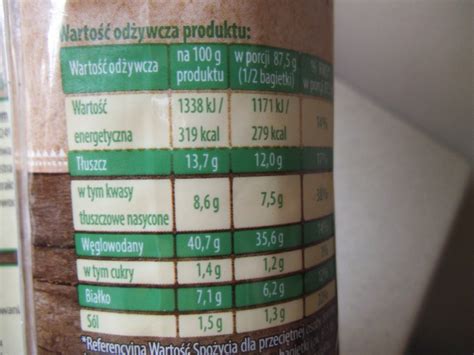 Wartość odżywcza produktu:
Wartość odżywcza na 100 g produktu w porcji 87,5 g (1/2 bagietki)
Wartość energetyczna 1338 kJ / 319 kcal 1171 kJ / 279 kcal 14%
Tłuszcz 13,7 g 12,0 g 17%
w tym kwasy tłuszczowe nasycone 8,6 g 7,5 g 38%
Węglowodany 40,7 g 35,6 g
w tym cukry 1,4 g 1,2 g
Białko 7,1 g 6,2 g
Sól 1,5 g 1,3 g
*Referencyjna Wartość Spożycia dla przeciętnej osoby